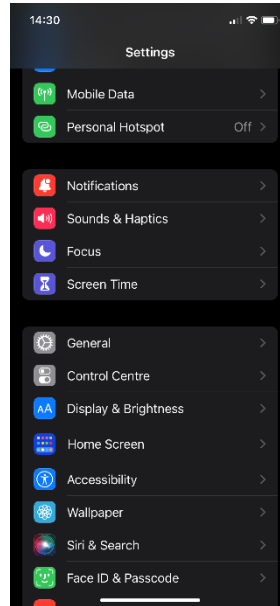 14:30
Settings
Mobile Data
Personal Hotspot Off
Notifications
Sounds & Haptics
Focus
Screen Time
General
Control Centre
AA Display & Brightness
Home Screen
Accessibility
Wallpaper
Siri & Search
Face ID & Passcode